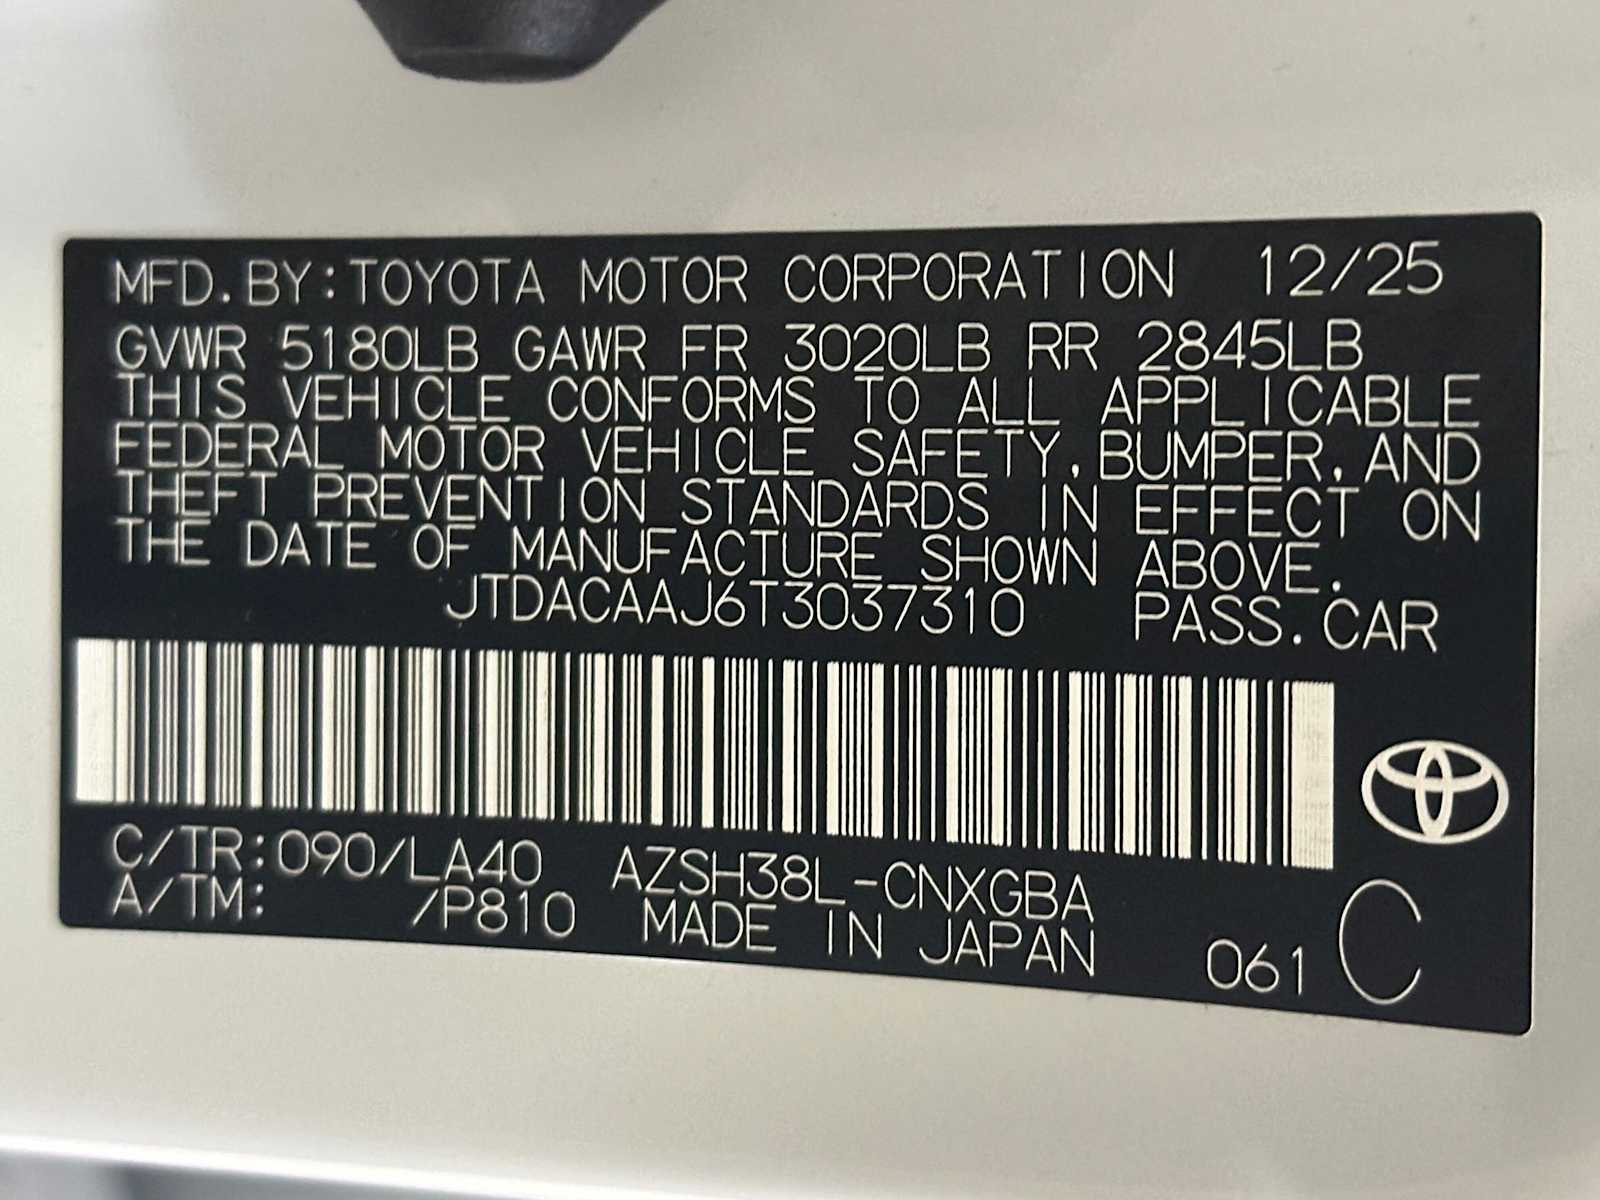 MFD.BY:TOYOTA MOTOR CORPORATION 12/25
GVWR 5180LB GAWR FR 3020LB RR 2845LB
THIS VEHICLE CONFORMS TO ALL APPLICABLE
FEDERAL MOTOR VEHICLE SAFETY,BUMPER,AND
THEFT PREVENTION STANDARDS IN EFFECT ON
THE DATE OF MANUFACTURE SHOWN ABOVE.
JTDACAAJ6T3037310 PASS.CAR
C/TR:090/LA40 AZSH38L-CNXGBA
A/TM: /P810 MADE IN JAPAN 061 C